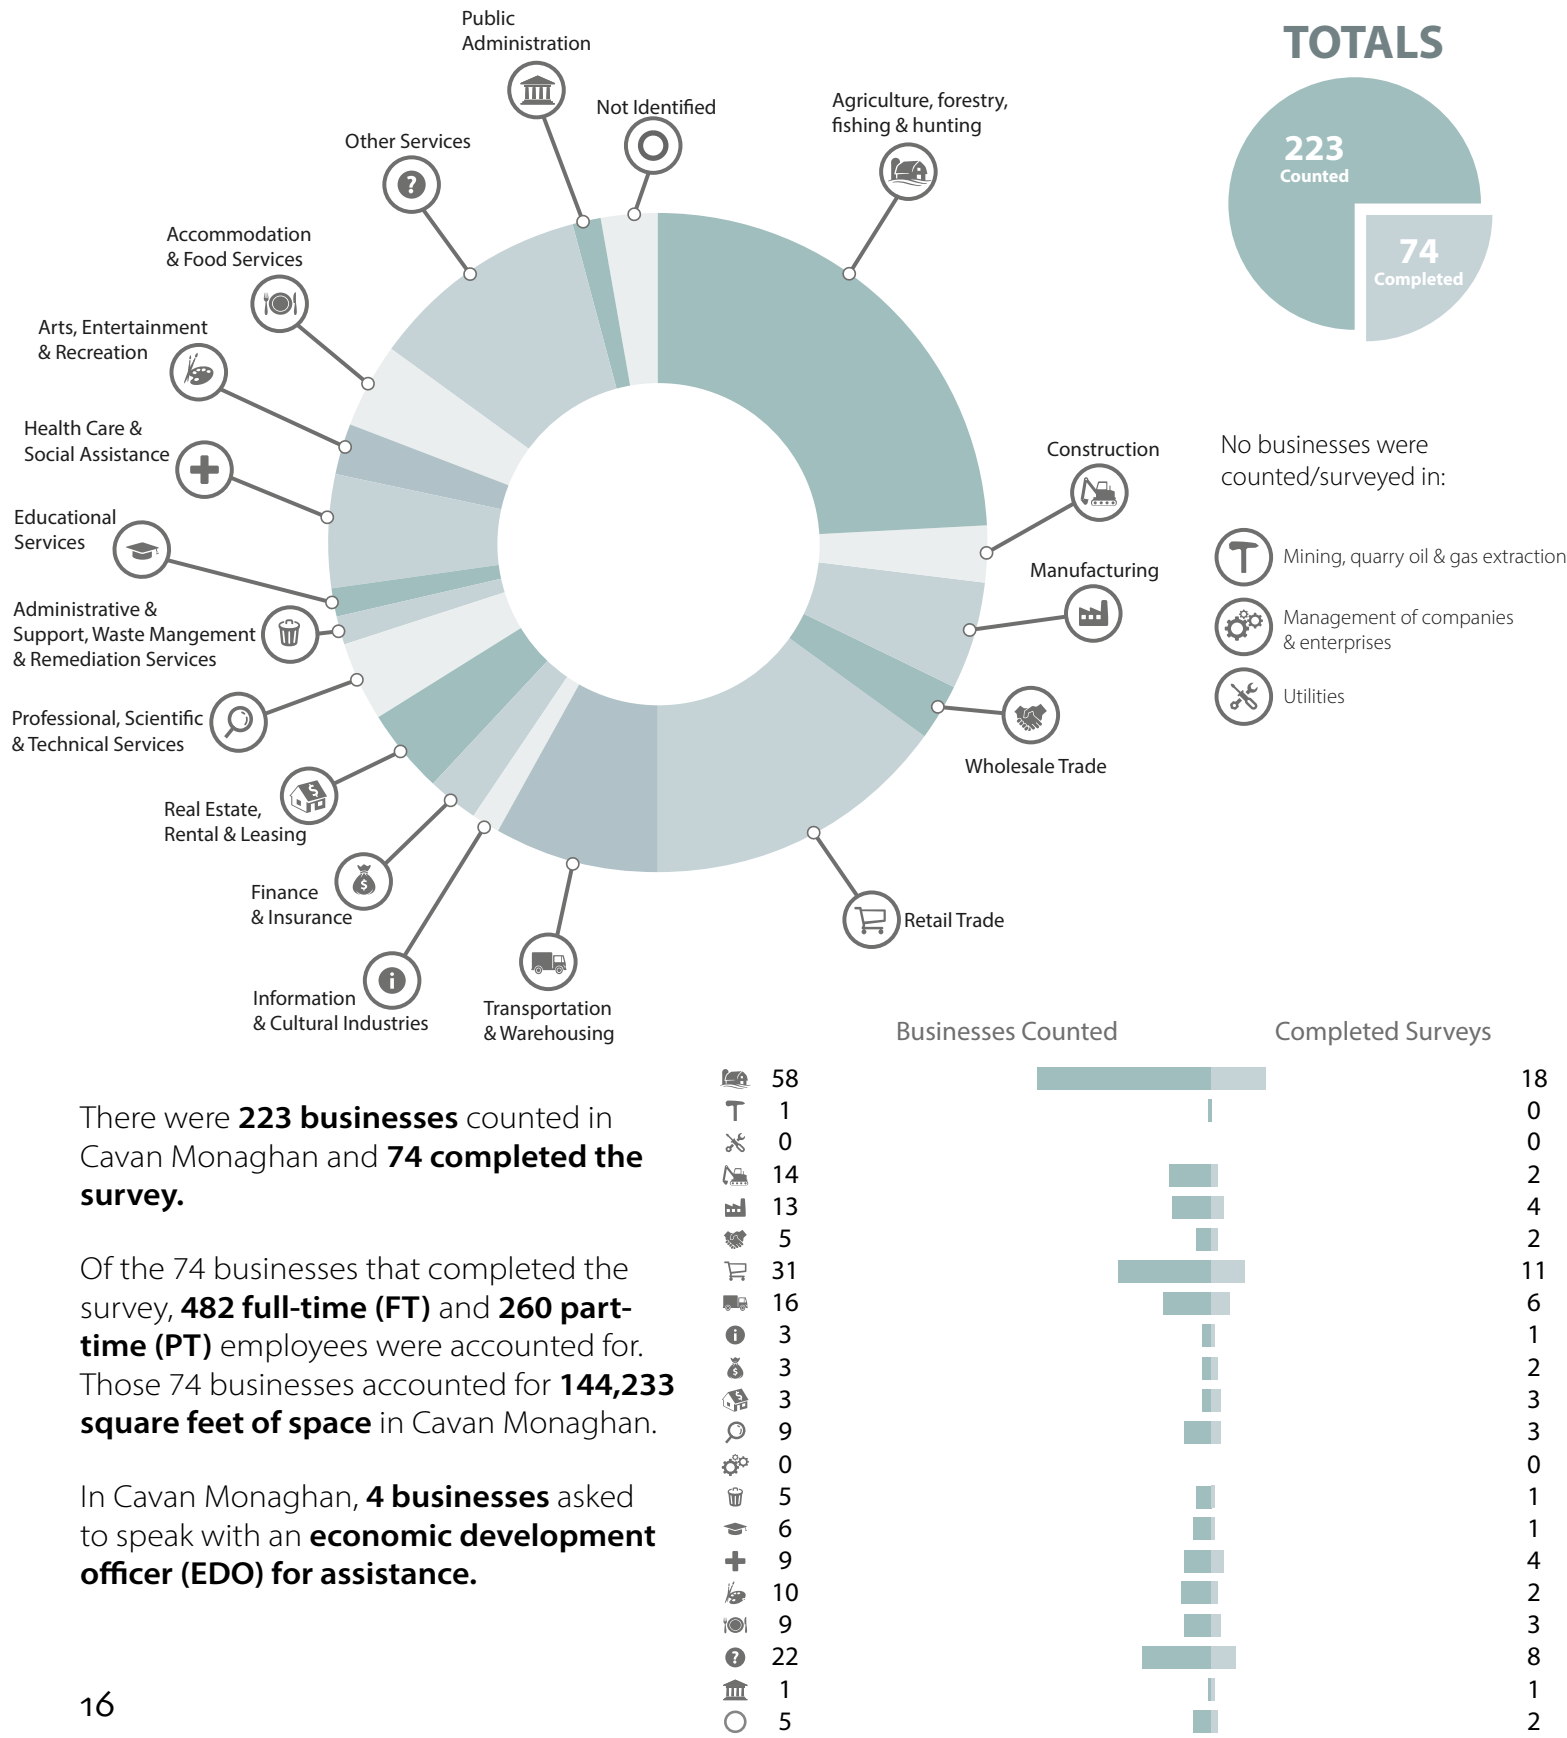 Public
Administration
Not Identified
Agriculture, forestry,
fishing & hunting
Other Services
Accommodation
& Food Services
Arts, Entertainment
& Recreation
Health Care &
Social Assistance
Educational
Services
Administrative &
Support, Waste Mangement
& Remediation Services
Professional, Scientific
& Technical Services
Real Estate,
Rental & Leasing
Finance
& Insurance
Information
& Cultural Industries
Transportation
& Warehousing
Retail Trade
Wholesale Trade
Manufacturing
Construction
TOTALS
223
Counted
74
Completed
No businesses were
counted/surveyed in:
Mining, quarry oil & gas extraction
Management of companies
& enterprises
Utilities
There were 223 businesses counted in
Cavan Monaghan and 74 completed the
survey.
Of the 74 businesses that completed the
survey, 482 full-time (FT) and 260 part-
time (PT) employees were accounted for.
Those 74 businesses accounted for 144,233
square feet of space in Cavan Monaghan.
In Cavan Monaghan, 4 businesses asked
to speak with an economic development
officer (EDO) for assistance.
Businesses Counted Completed Surveys
58 18
1 0
0 0
14 2
13 4
5 2
31 11
16 6
3 1
3 2
3 3
9 3
0 0
5 1
6 1
9 4
10 2
9 3
22 8
1 1
5 2
16